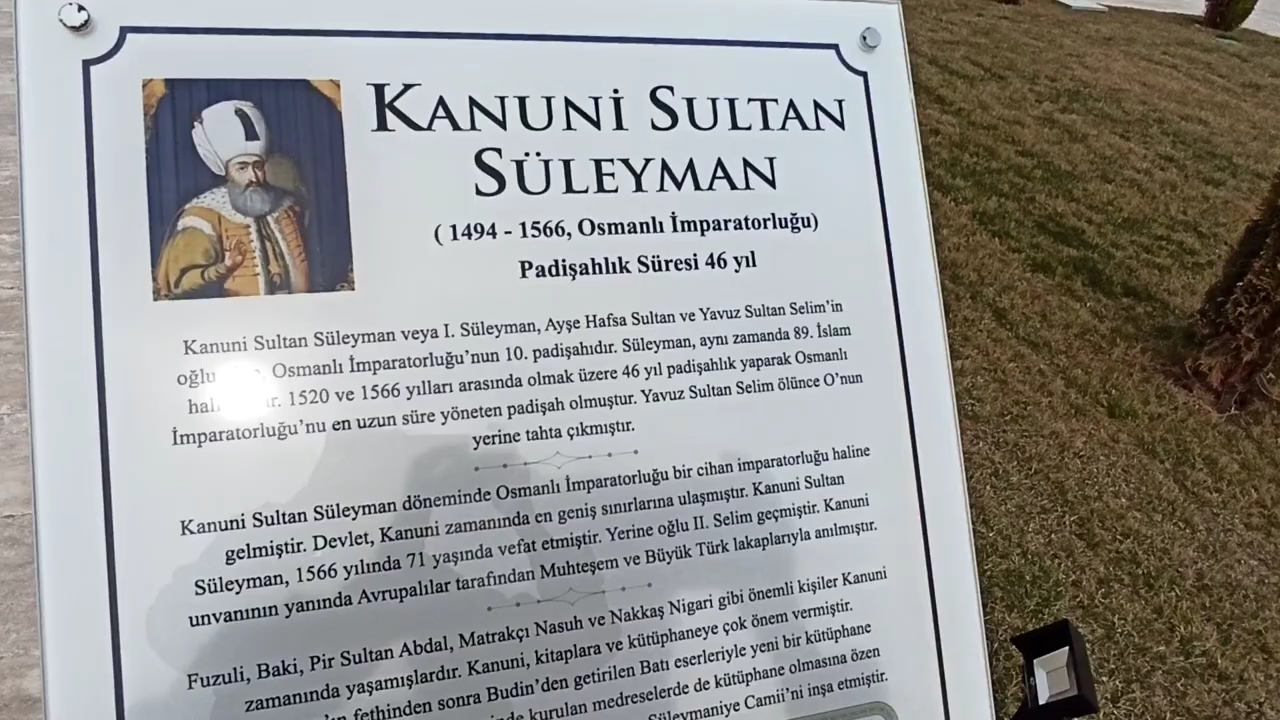 KANUNİ SULTAN
SÜLEYMAN
( 1494 - 1566, Osmanlı İmparatorluğu)
Padişahlık Süresi 46 yıl
Kanuni Sultan Süleyman veya I. Süleyman, Ayşe Hafsa Sultan ve Yavuz Sultan Selim’in
Osmanlı İmparatorluğu’nun 10. padişahıdır. Süleyman, aynı zamanda 89. İslam
1520 ve 1566 yılları arasında olmak üzere 46 yıl padişahlık yaparak Osmanlı
İmparatorluğu’nu en uzun süre yöneten padişah olmuştur. Yavuz Sultan Selim ölünce O’nun
yerine tahta çıkmıştır.
Kanuni Sultan Süleyman döneminde Osmanlı İmparatorluğu bir cihan imparatorluğu haline
gelmiştir. Devlet, Kanuni zamanında en geniş sınırlarına ulaşmıştır. Kanuni Sultan
Süleyman, 1566 yılında 71 yaşında vefat etmiştir. Yerine oğlu II. Selim geçmiştir. Kanuni
unvanının yanında Avrupalılar tarafından Muhteşem ve Büyük Türk lakaplarıyla anılmıştır.
Fuzuli, Baki, Pir Sultan Abdal, Matrakçı Nasuh ve Nakkaş Nigari gibi önemli kişiler Kanuni
zamanında yaşamışlardır. Kanuni, kitaplara ve kütüphaneye çok önem vermiştir.
fethinden sonra Budin’den getirilen Batı eserleriyle yeni bir kütüphane
kurulan medreselerde de kütüphane olmasına özen
Süleymaniye Camii’ni inşa etmiştir.